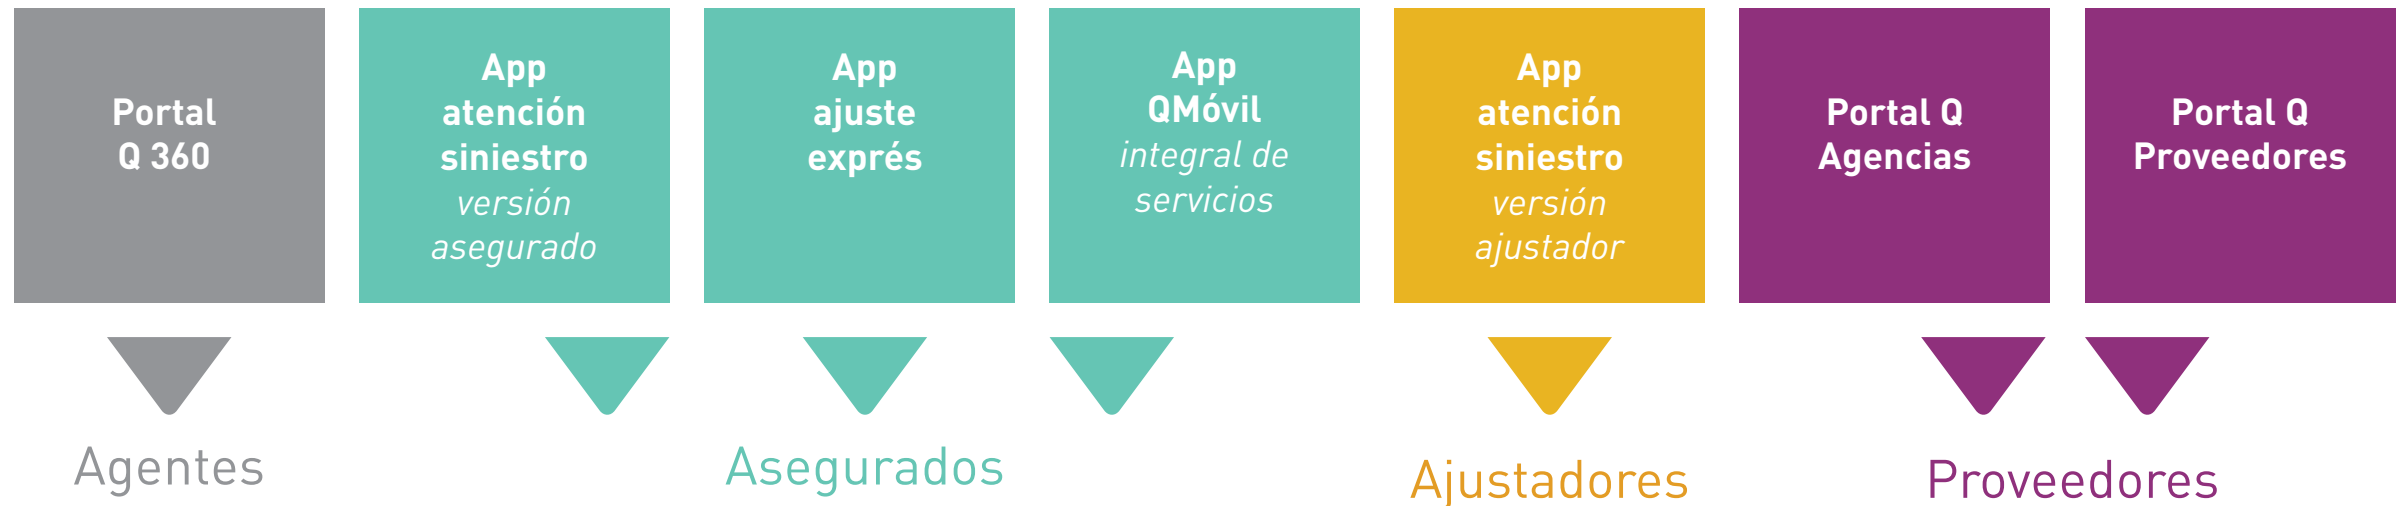 Portal
Q 360
App
atención
siniestro
versión
asegurado
App
ajuste
exprés
App
QMóvil
integral de
servicios
App
atención
siniestro
versión
ajustador
Portal Q
Agencias
Portal Q
Proveedores
Agentes
Asegurados
Ajustadores
Proveedores